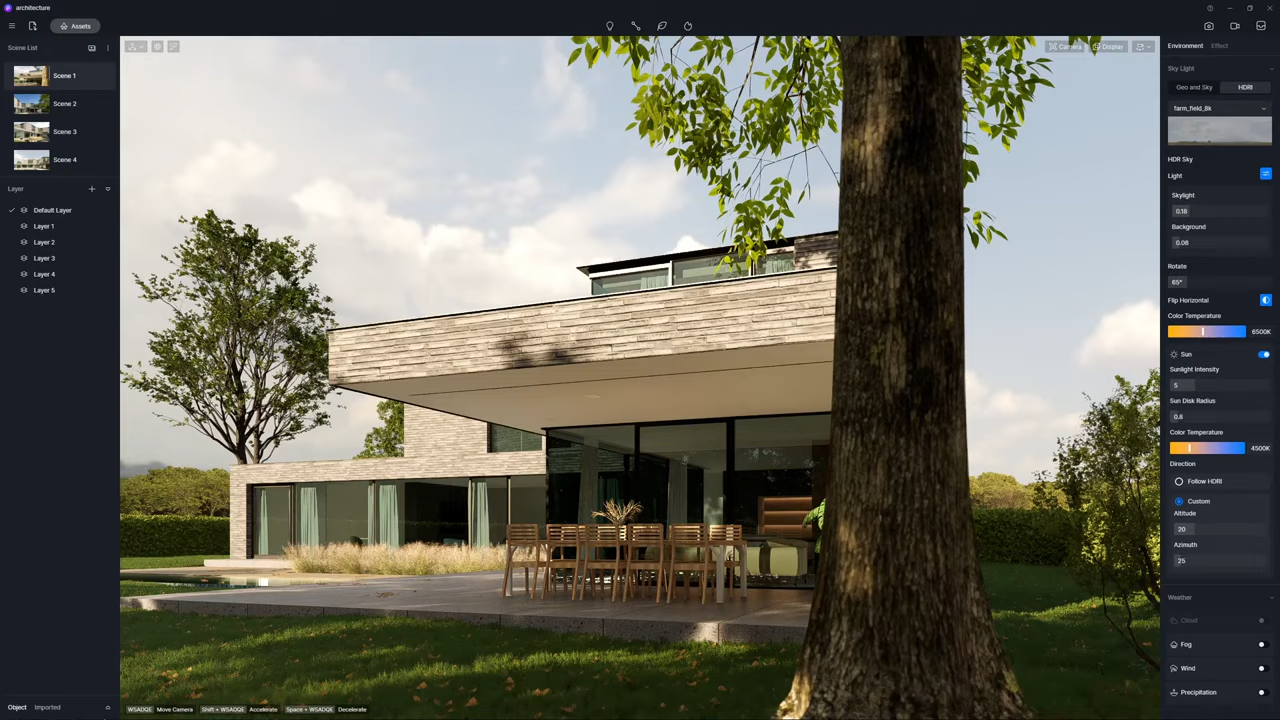 architecture
Assets
Scene List
Scene 1
Scene 2
Scene 3
Scene 4
Layer
Default Layer
Layer 1
Layer 2
Layer 3
Layer 4
Layer 5
Object Imported
Camera Display
WSADQE Move Camera Shift + WSADQE Accelerate Space + WSADQE Decelerate
Environment Effect
Sky Light
Geo and Sky HDRI
farm_field_8k
HDR Sky
Light
Skylight
0.18
Background
0.08
Rotate
65°
Flip Horizontal
Color Temperature
6500K
Sun
Sunlight Intensity
5
Sun Disk Radius
0.8
Color Temperature
4500K
Direction
Follow HDRI
Custom
Altitude
20
Azimuth
25
Weather
Cloud
Fog
Wind
Precipitation